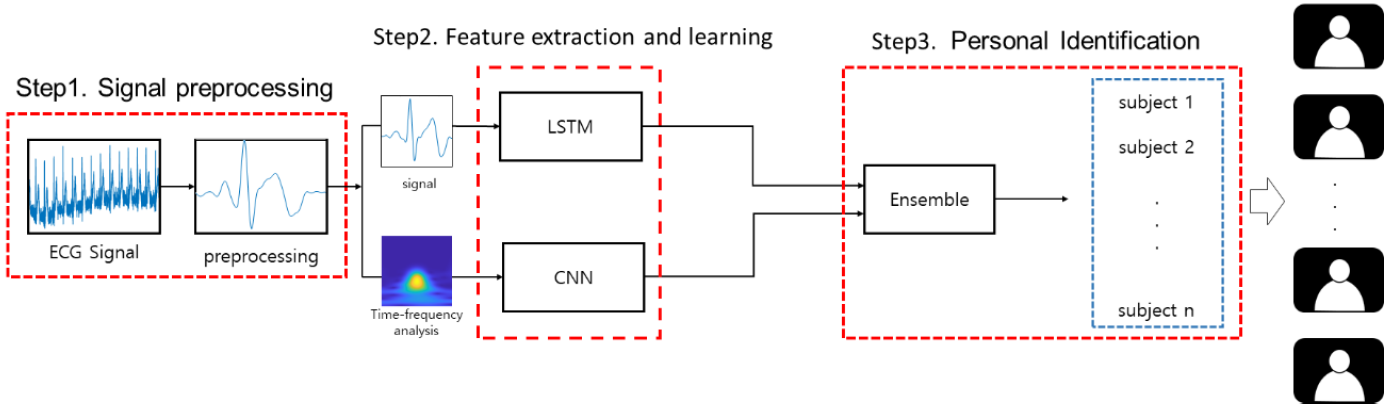 Step1. Signal preprocessing
ECG Signal
preprocessing
Step2. Feature extraction and learning
signal
Time-frequency
analysis
LSTM
CNN
Step3. Personal Identification
Ensemble
subject 1
subject 2
.
.
.
subject n
.
.
.